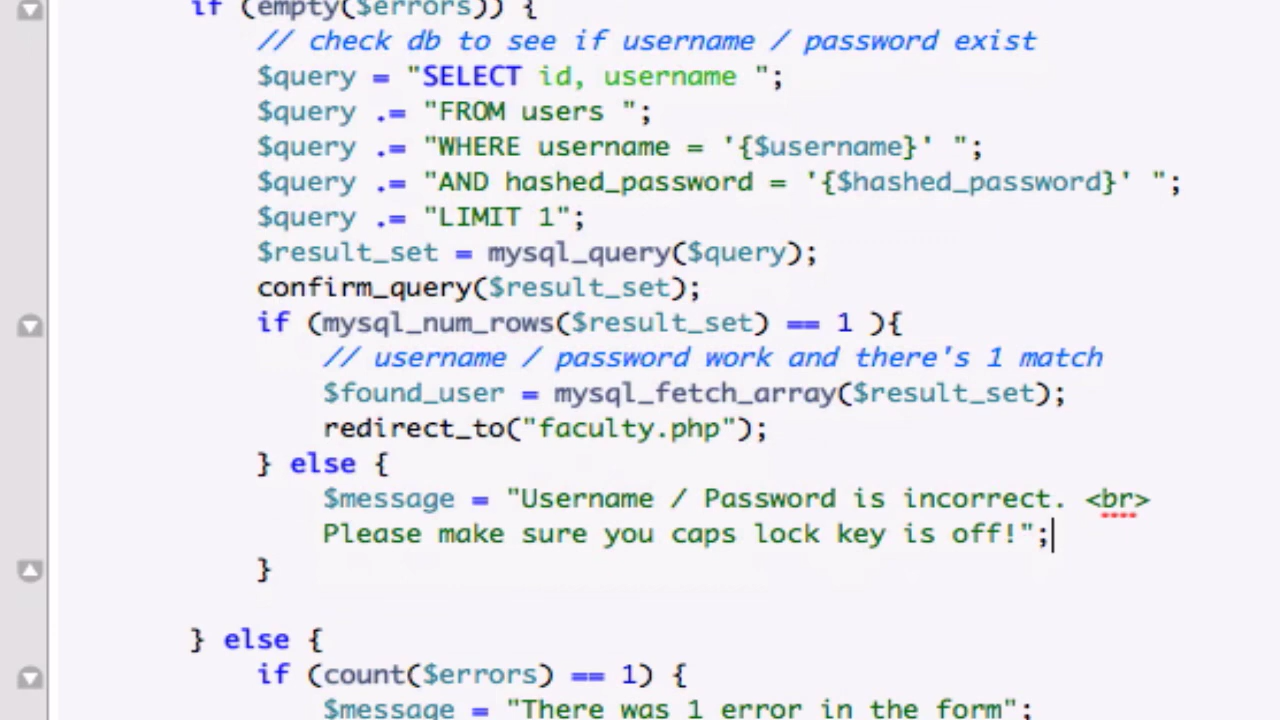 if (empty($errors)) {
// check db to see if username / password exist
$query = "SELECT id, username ";
$query .= "FROM users ";
$query .= "WHERE username = '{$username}' ";
$query .= "AND hashed_password = '{$hashed_password}' ";
$query .= "LIMIT 1";
$result_set = mysql_query($query);
confirm_query($result_set);
if (mysql_num_rows($result_set) == 1 ){
// username / password work and there's 1 match
$found_user = mysql_fetch_array($result_set);
redirect_to("faculty.php");
} else {
$message = "Username / Password is incorrect. <br>
Please make sure you caps lock key is off!";
}
} else {
if (count($errors) == 1) {
$message = "There was 1 error in the form";